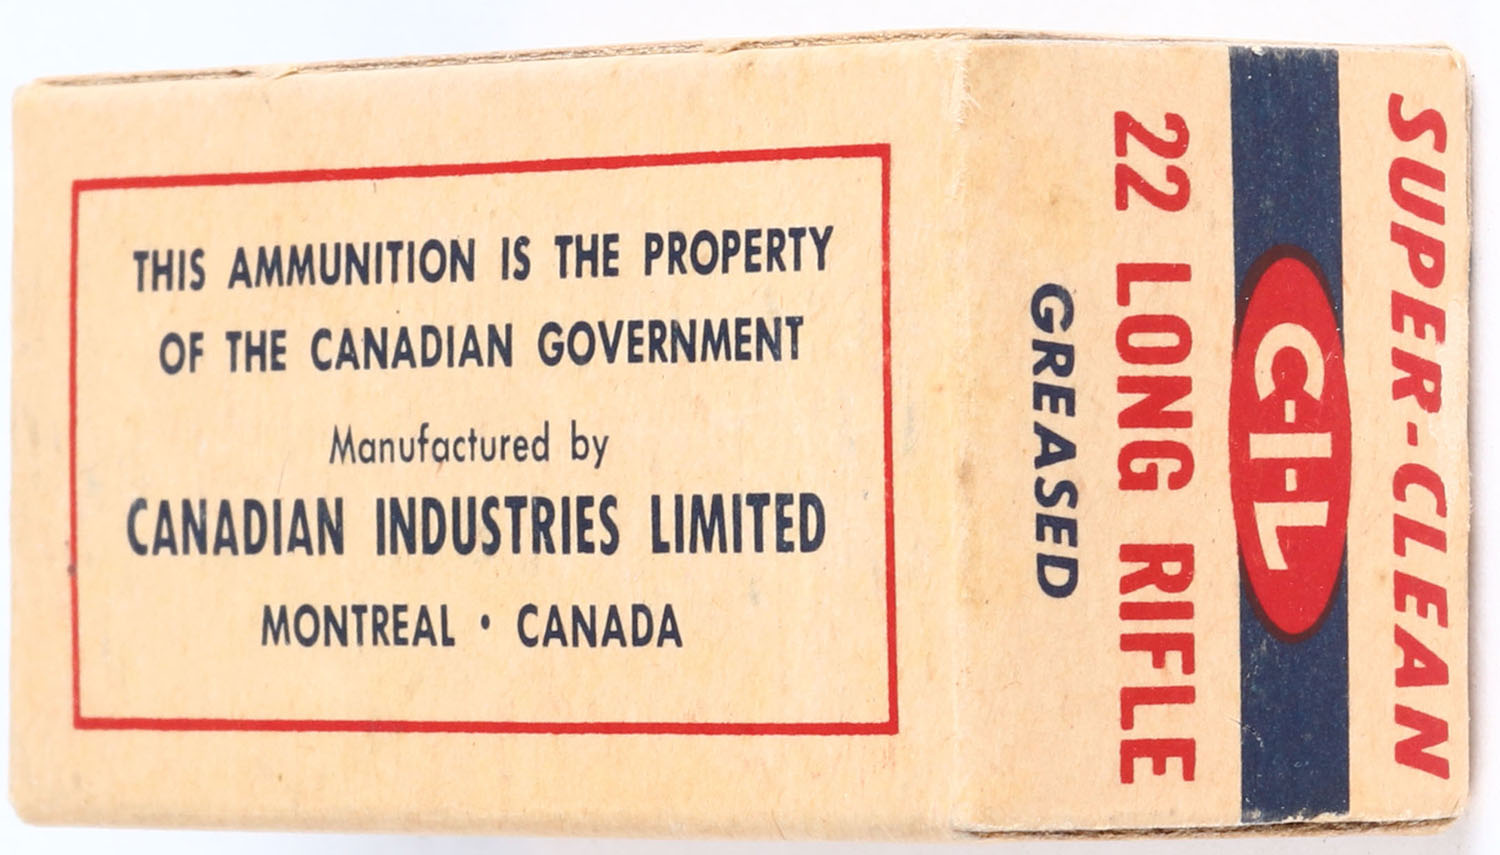 THIS AMMUNITION IS THE PROPERTY
OF THE CANADIAN GOVERNMENT
Manufactured by
CANADIAN INDUSTRIES LIMITED
MONTREAL • CANADA
SUPER-CLEAN
C-I-L
22 LONG RIFLE
GREASED